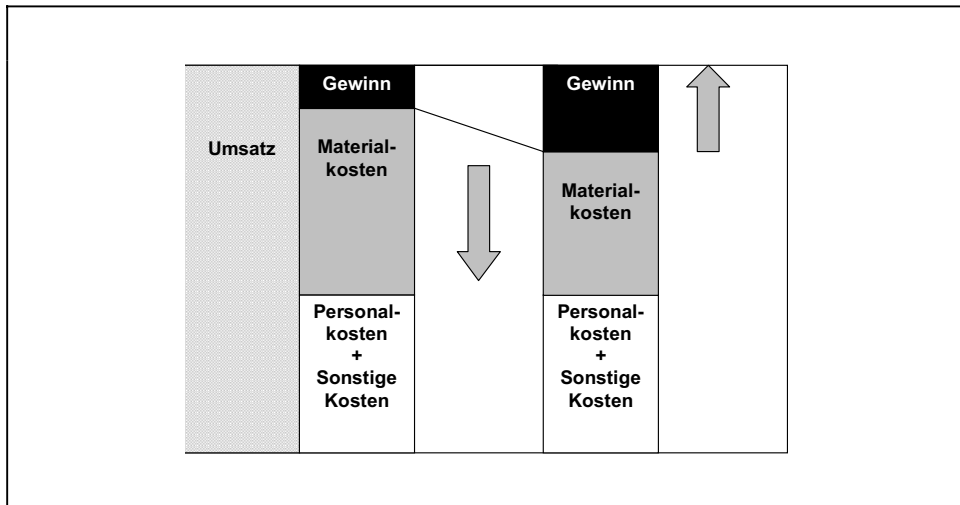 Umsatz
Gewinn
Material-
kosten
Personal-
kosten
+
Sonstige
Kosten
Gewinn
Material-
kosten
Personal-
kosten
+
Sonstige
Kosten